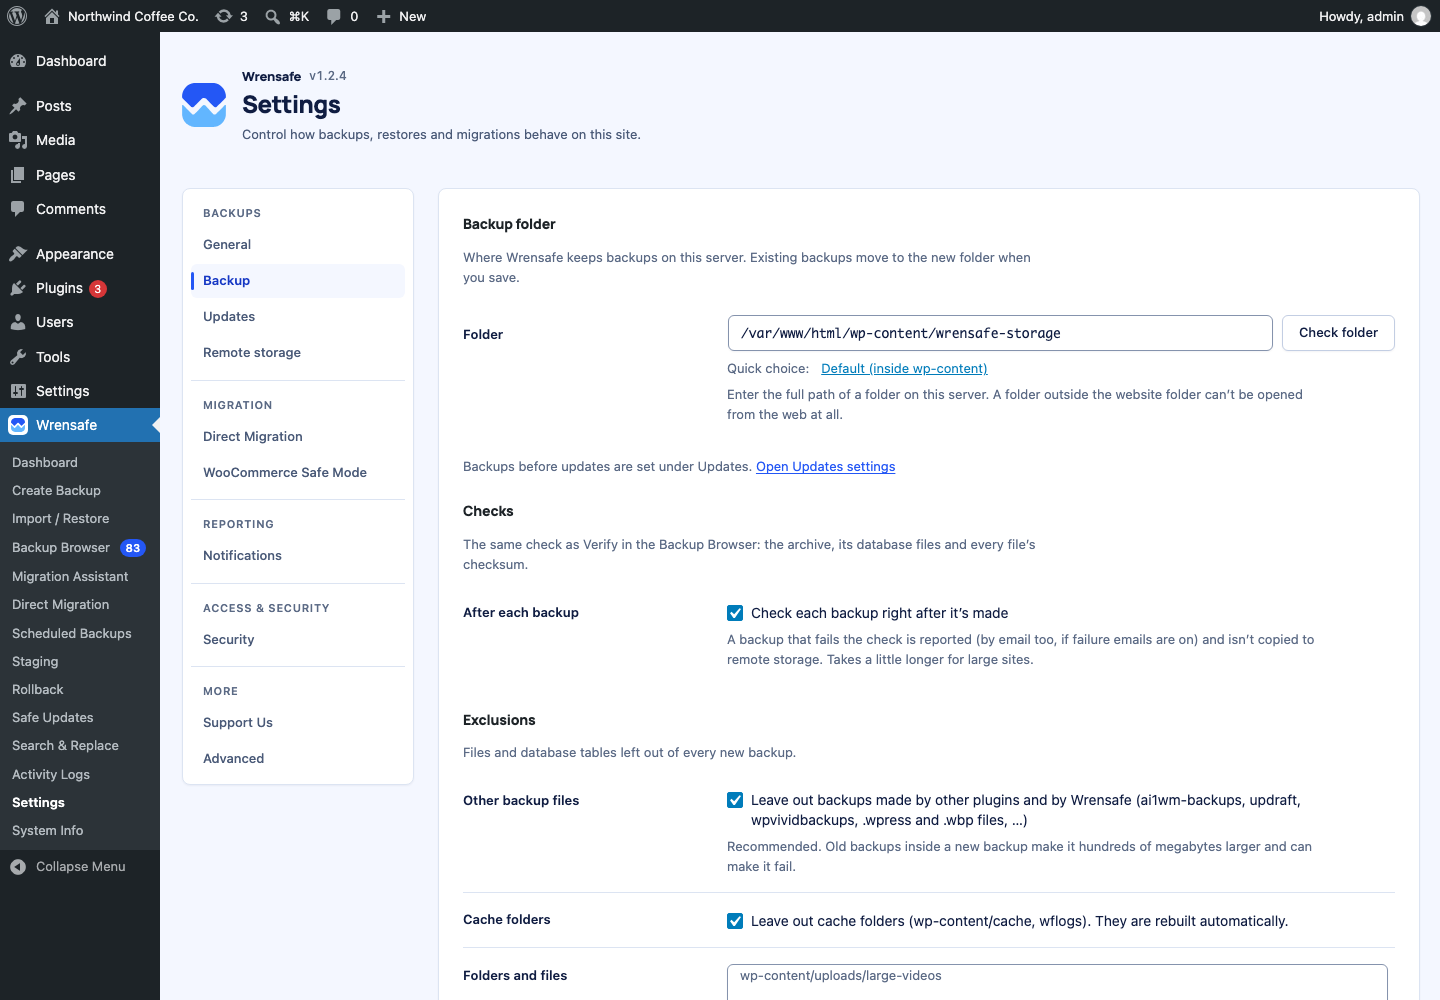 Northwind Coffee Co.
3
⌘K
0
New
Howdy, admin
Dashboard
Posts
Media
Pages
Comments
Appearance
Plugins 3
Users
Tools
Settings
Wrensafe
Dashboard
Create Backup
Import / Restore
Backup Browser 83
Migration Assistant
Direct Migration
Scheduled Backups
Staging
Rollback
Safe Updates
Search & Replace
Activity Logs
Settings
System Info
Collapse Menu
Wrensafe v1.2.4
Settings
Control how backups, restores and migrations behave on this site.
BACKUPS
General
Backup
Updates
Remote storage
MIGRATION
Direct Migration
WooCommerce Safe Mode
REPORTING
Notifications
ACCESS & SECURITY
Security
MORE
Support Us
Advanced
Backup folder
Where Wrensafe keeps backups on this server. Existing backups move to the new folder when
you save.
Folder
/var/www/html/wp-content/wrensafe-storage
Check folder
Quick choice: Default (inside wp-content)
Enter the full path of a folder on this server. A folder outside the website folder can’t be opened
from the web at all.
Backups before updates are set under Updates. Open Updates settings
Checks
The same check as Verify in the Backup Browser: the archive, its database files and every file’s
checksum.
After each backup
Check each backup right after it’s made
A backup that fails the check is reported (by email too, if failure emails are on) and isn’t copied to
remote storage. Takes a little longer for large sites.
Exclusions
Files and database tables left out of every new backup.
Other backup files
Leave out backups made by other plugins and by Wrensafe (ai1wm-backups, updraft,
wpvividbackups, .wpress and .wbp files, …)
Recommended. Old backups inside a new backup make it hundreds of megabytes larger and can
make it fail.
Cache folders
Leave out cache folders (wp-content/cache, wflogs). They are rebuilt automatically.
Folders and files
wp-content/uploads/large-videos